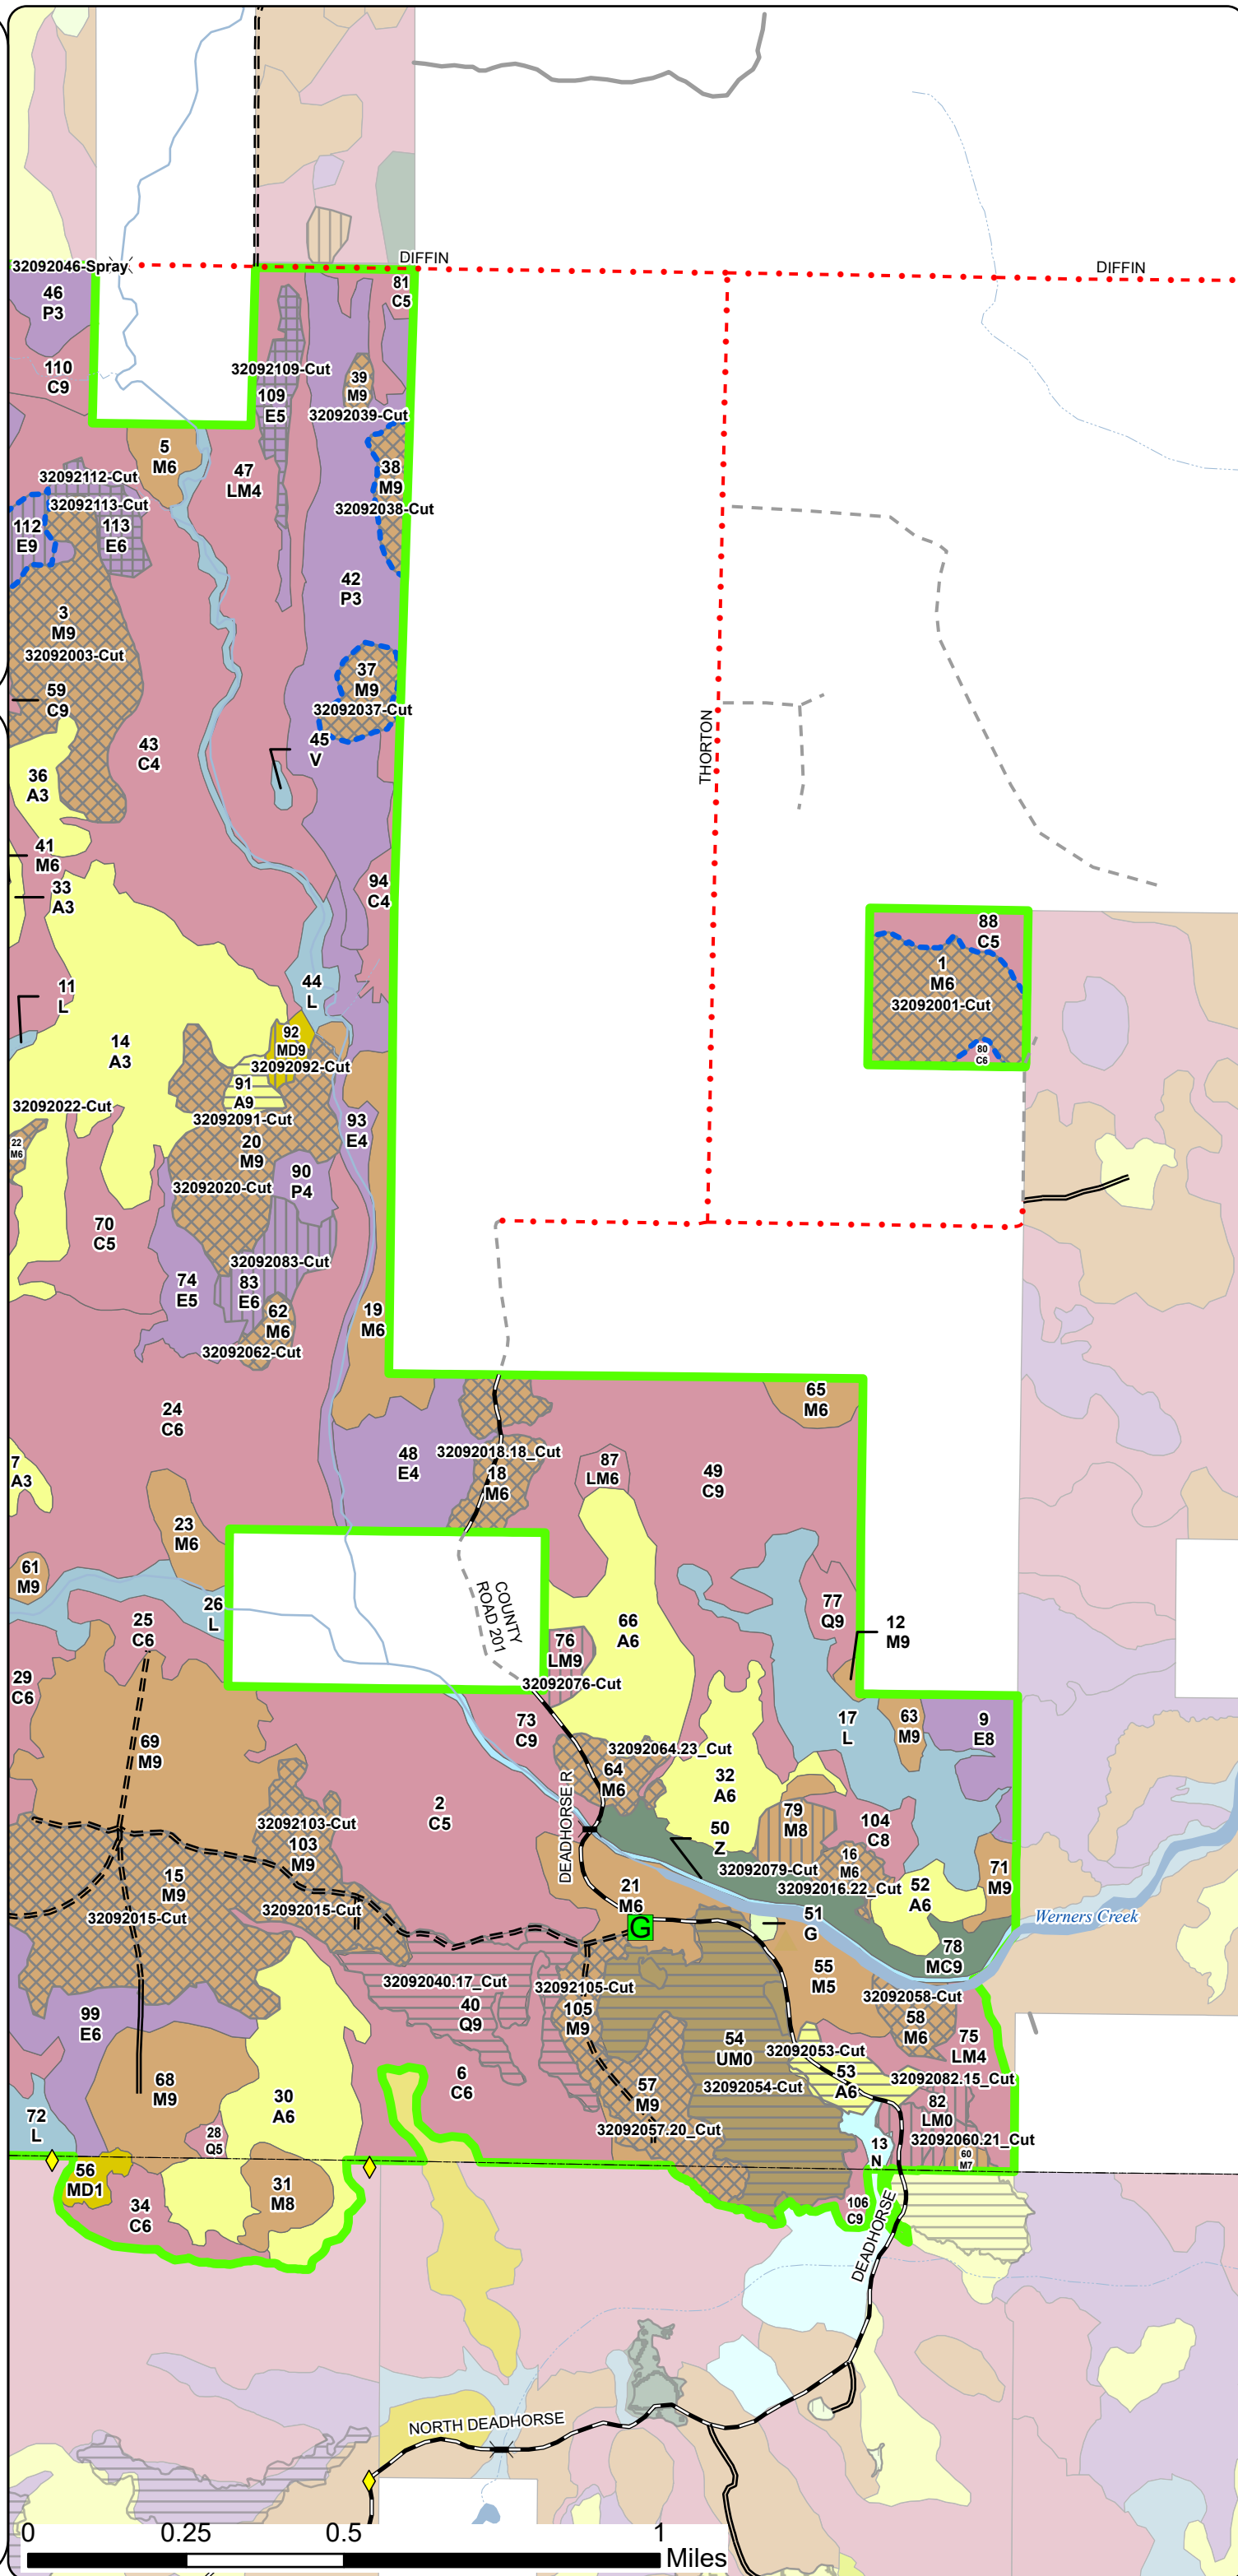 DIFFIN
32092046-Spray
DIFFIN
46
P3
81
C5
110
C9
32092109-Cut
39
M9
109
E5
32092039-Cut
5
M6
47
LM4
38
M9
32092112-Cut
32092113-Cut
32092038-Cut
112
E9
113
E6
42
P3
3
M9
32092003-Cut
37
M9
59
C9
32092037-Cut
43
C4
45
V
THORTON
36
A3
41
M6
33
A3
94
C4
88
C5
1
M6
32092001-Cut
11
L
44
L
14
A3
92
MD9
80
C6
32092092-Cut
91
A9
32092022-Cut
32092091-Cut
93
E4
22
M6
20
M9
90
P4
32092020-Cut
70
C5
32092083-Cut
74
E5
83
E6
62
M6
19
M6
32092062-Cut
24
C6
65
M6
7
A3
48
E4
32092018.18_Cut
18
M6
87
LM6
49
C9
23
M6
61
M9
COUNTY
ROAD 201
26
L
25
C6
77
Q9
12
M9
66
A6
76
LM9
29
C6
32092076-Cut
73
C9
17
L
63
M9
9
E8
69
M9
32092064.23_Cut
64
M6
32
A6
DEADHORSE R
2
C5
79
M8
104
C8
32092103-Cut
103
M9
50
Z
16
M6
32092079-Cut
15
M9
32092016.22_Cut
52
A6
71
M9
32092015-Cut
32092015-Cut
21
M6
G
51
G
Werners Creek
78
MC9
55
M5
32092040.17_Cut
32092105-Cut
32092058-Cut
40
Q9
105
M9
58
M6
99
E6
54
UM0
32092053-Cut
75
LM4
53
A6
6
C6
68
M9
30
A6
57
M9
32092054-Cut
32092082.15_Cut
82
LM0
72
L
28
Q5
32092057.20_Cut
32092060.21_Cut
13
N
60
M7
56
MD1
34
C6
31
M8
106
C9
DEADHORSE
NORTH DEADHORSE
0 0.25 0.5 1
Miles